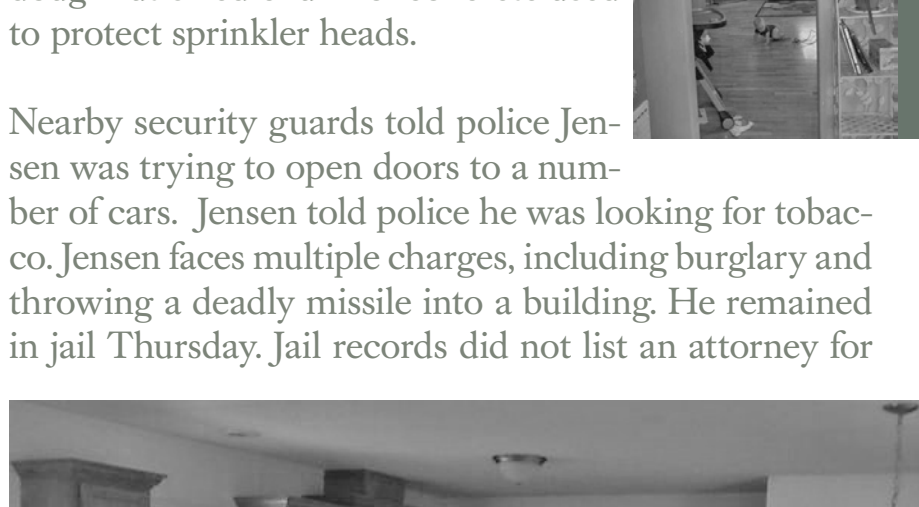 to protect sprinkler heads.
Nearby security guards told police Jen-
sen was trying to open doors to a num-
ber of cars.  Jensen told police he was looking for tobac-
co. Jensen faces multiple charges, including burglary and
throwing a deadly missile into a building. He remained
in jail Thursday. Jail records did not list an attorney for